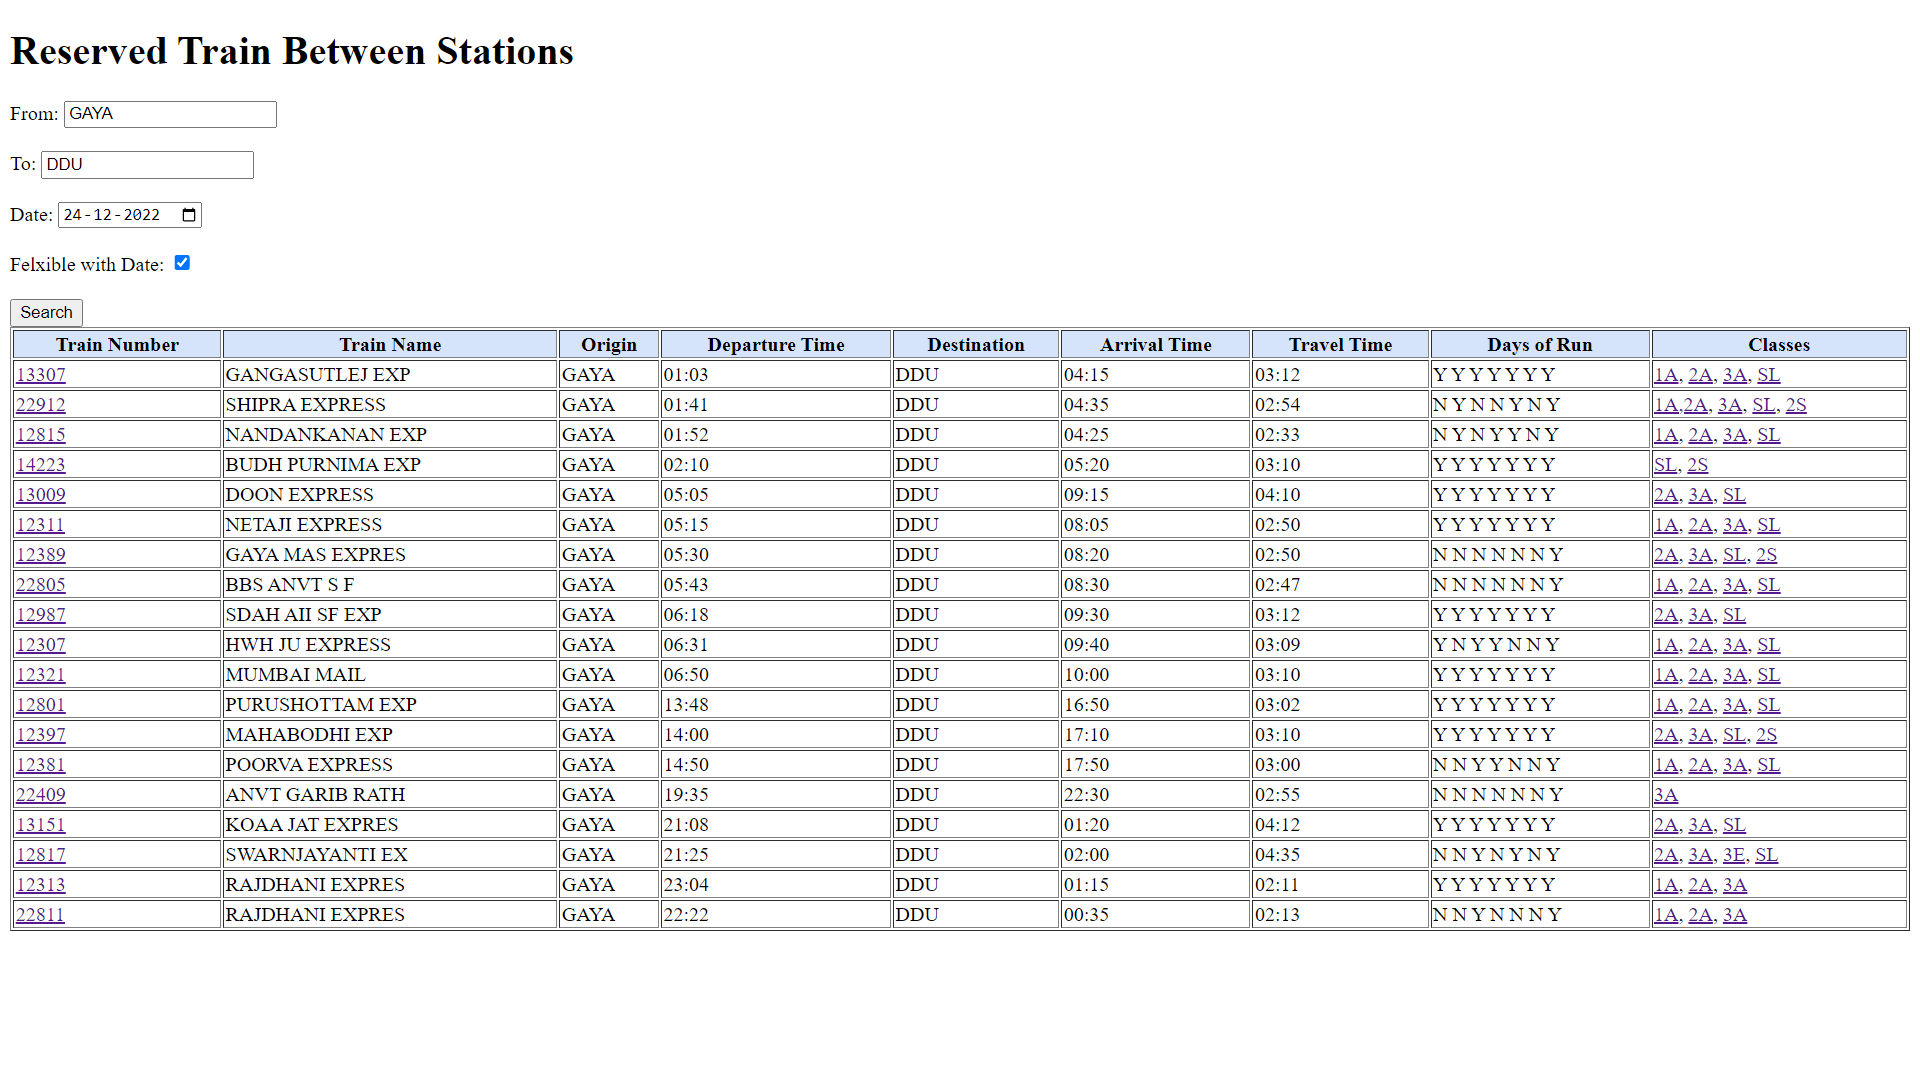 Reserved Train Between Stations
From: GAYA
To: DDU
Date: 24-12-2022
Felxible with Date:
Search
Train Number Train Name Origin Departure Time Destination Arrival Time Travel Time Days of Run Classes
13307 GANGASUTLEJ EXP GAYA 01:03 DDU 04:15 03:12 Y Y Y Y Y Y Y 1A, 2A, 3A, SL
22912 SHIPRA EXPRESS GAYA 01:41 DDU 04:35 02:54 N Y N N Y N Y 1A,2A, 3A, SL, 2S
12815 NANDANKANAN EXP GAYA 01:52 DDU 04:25 02:33 N Y N Y Y N Y 1A, 2A, 3A, SL
14223 BUDH PURNIMA EXP GAYA 02:10 DDU 05:20 03:10 Y Y Y Y Y Y Y SL, 2S
13009 DOON EXPRESS GAYA 05:05 DDU 09:15 04:10 Y Y Y Y Y Y Y 2A, 3A, SL
12311 NETAJI EXPRESS GAYA 05:15 DDU 08:05 02:50 Y Y Y Y Y Y Y 1A, 2A, 3A, SL
12389 GAYA MAS EXPRES GAYA 05:30 DDU 08:20 02:50 N N N N N N Y 2A, 3A, SL, 2S
22805 BBS ANVT S F GAYA 05:43 DDU 08:30 02:47 N N N N N N Y 1A, 2A, 3A, SL
12987 SDAH AII SF EXP GAYA 06:18 DDU 09:30 03:12 Y Y Y Y Y Y Y 2A, 3A, SL
12307 HWH JU EXPRESS GAYA 06:31 DDU 09:40 03:09 Y N Y Y N N Y 1A, 2A, 3A, SL
12321 MUMBAI MAIL GAYA 06:50 DDU 10:00 03:10 Y Y Y Y Y Y Y 1A, 2A, 3A, SL
12801 PURUSHOTTAM EXP GAYA 13:48 DDU 16:50 03:02 Y Y Y Y Y Y Y 1A, 2A, 3A, SL
12397 MAHABODHI EXP GAYA 14:00 DDU 17:10 03:10 Y Y Y Y Y Y Y 2A, 3A, SL, 2S
12381 POORVA EXPRESS GAYA 14:50 DDU 17:50 03:00 N N Y Y N N Y 1A, 2A, 3A, SL
22409 ANVT GARIB RATH GAYA 19:35 DDU 22:30 02:55 N N N N N N Y 3A
13151 KOAA JAT EXPRES GAYA 21:08 DDU 01:20 04:12 Y Y Y Y Y Y Y 2A, 3A, SL
12817 SWARNJAYANTI EX GAYA 21:25 DDU 02:00 04:35 N N Y N Y N Y 2A, 3A, 3E, SL
12313 RAJDHANI EXPRES GAYA 23:04 DDU 01:15 02:11 Y Y Y Y Y Y Y 1A, 2A, 3A
22811 RAJDHANI EXPRES GAYA 22:22 DDU 00:35 02:13 N N Y N N N Y 1A, 2A, 3A